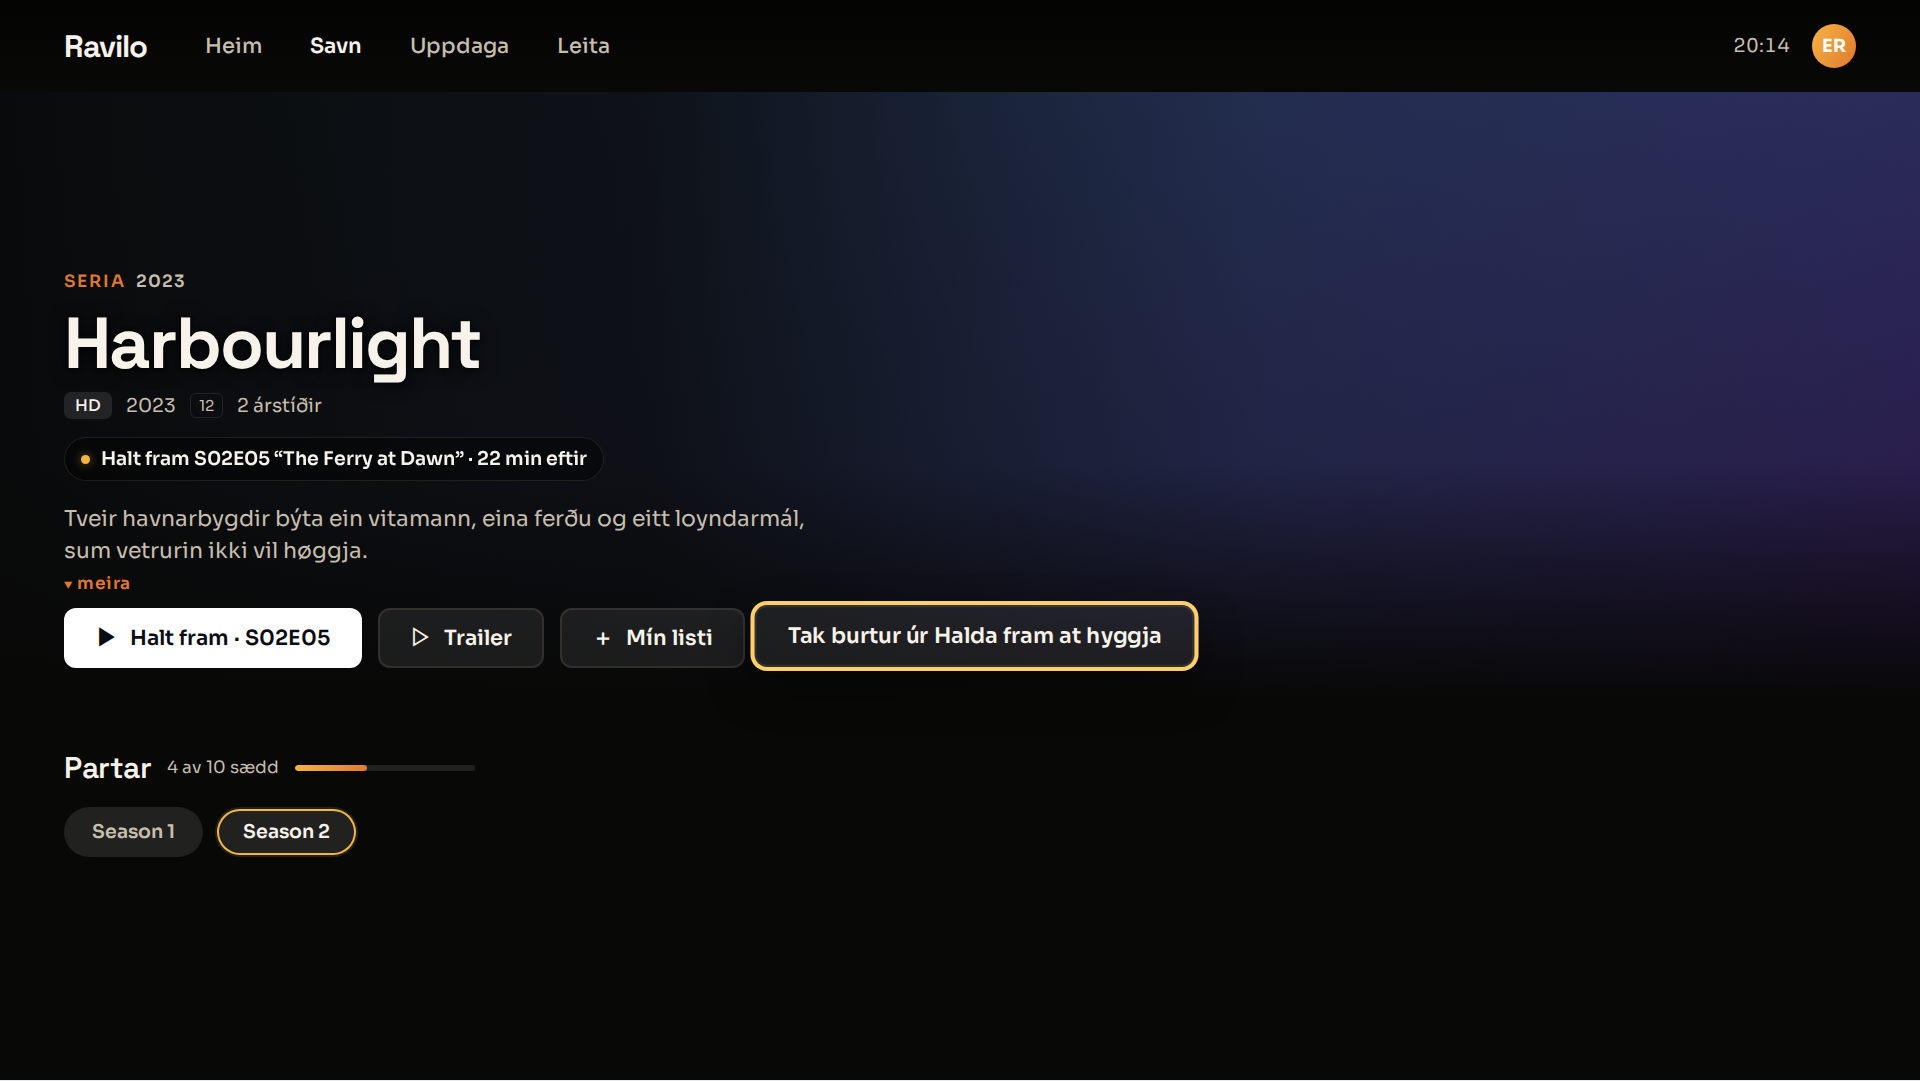 Ravilo Heim Savn Uppdaga Leita 20:14 ER
SERIA 2023
Harbourlight
HD 2023 12 2 árstíðir
Halt fram S02E05 “The Ferry at Dawn” · 22 min eftir
Tveir havnarbygdir býta ein vitamann, eina ferðu og eitt loyndarmál,
sum vetrurin ikki vil høggja.
▾ meira
▶ Halt fram · S02E05 ▷ Trailer + Mín listi Tak burtur úr Halda fram at hyggja
Partar 4 av 10 sædd
Season 1 Season 2